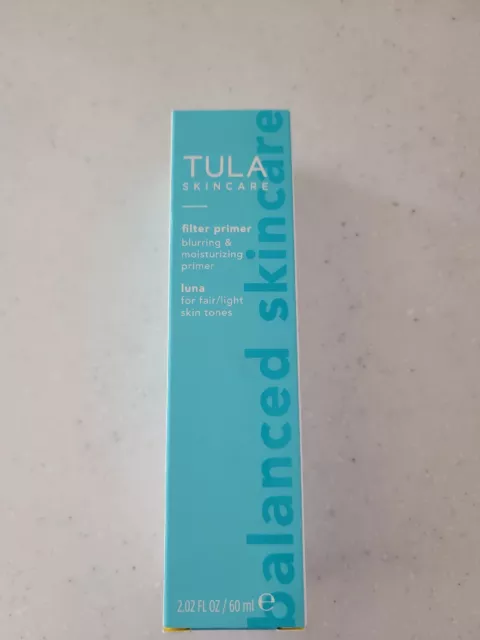 TULA
SKINCARE
filter primer
blurring &
moisturizing
primer
luna
for fair/light
skin tones
2.02 FL OZ / 60 ml ℮
balanced skincare